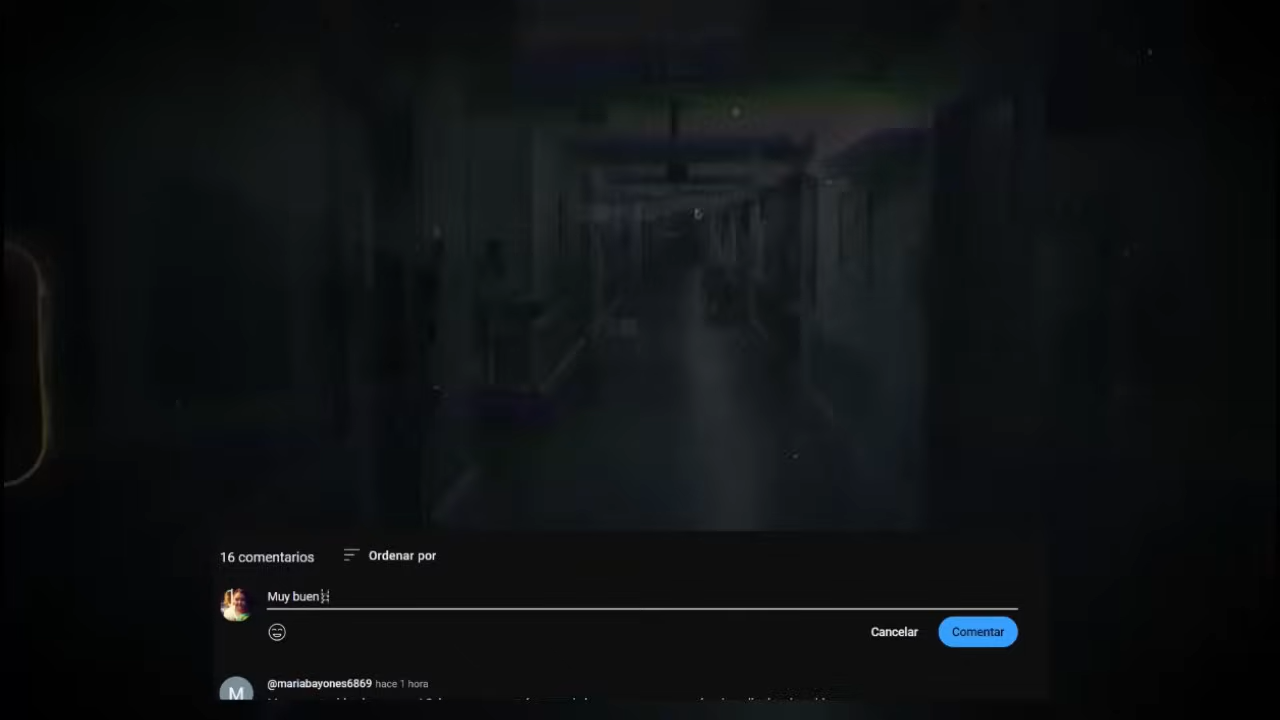 16 comentarios
Ordenar por
Muy buen
Cancelar
Comentar
@mariabayones6869 hace 1 hora
M